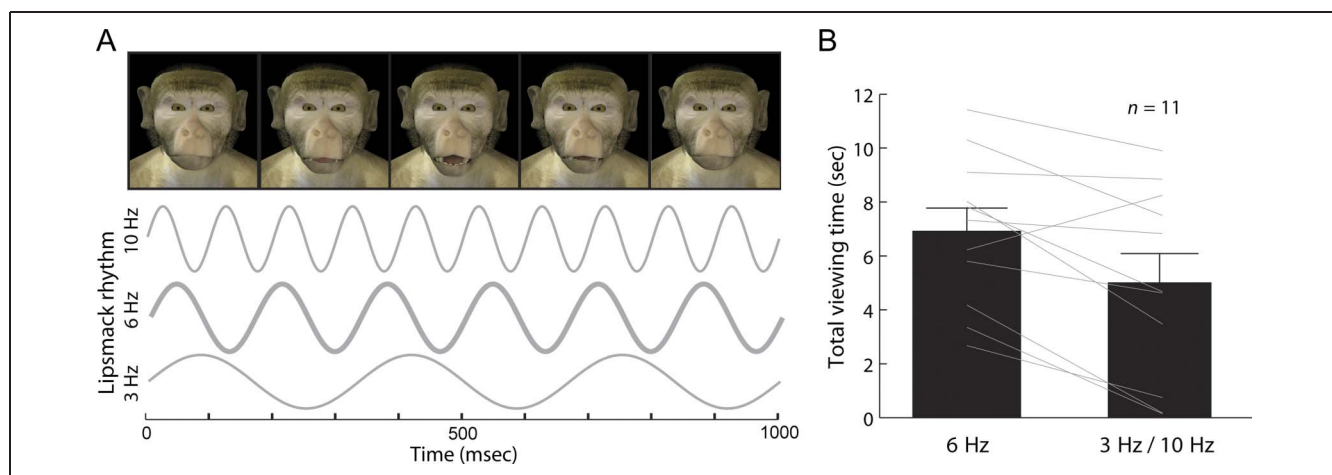 A
Lipsmack rhythm
10 Hz
6 Hz
3 Hz
0
500
1000
Time (msec)
B
Total viewing time (sec)
12
10
8
6
4
2
0
n = 11
6 Hz
3 Hz / 10 Hz